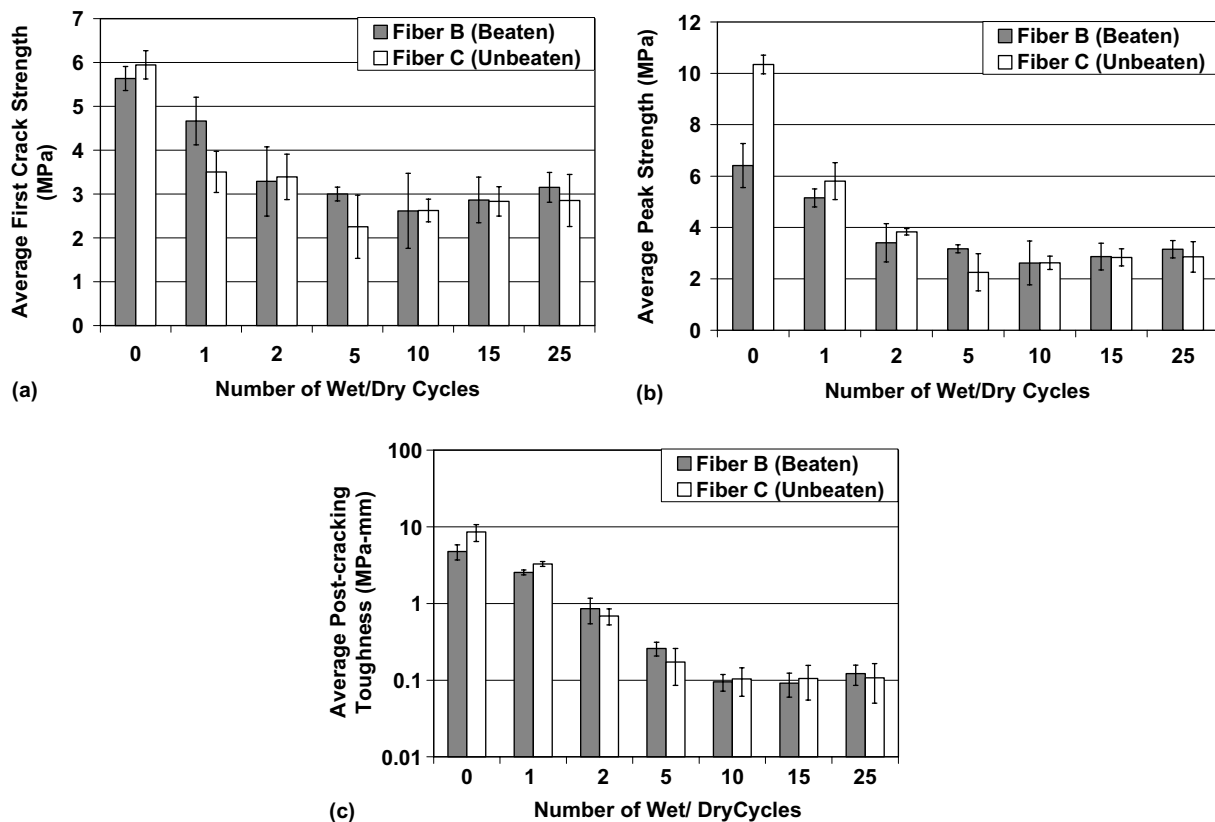 7
6
5
4
3
2
1
0
Average First Crack Strength
(MPa)
Fiber B (Beaten)
Fiber C (Unbeaten)
0 1 2 5 10 15 25
Number of Wet/Dry Cycles
(a)
12
10
8
6
4
2
0
Average Peak Strength (MPa)
Fiber B (Beaten)
Fiber C (Unbeaten)
0 1 2 5 10 15 25
Number of Wet/Dry Cycles
(b)
100
10
1
0.1
0.01
Average Post-cracking
Toughness (MPa-mm)
Fiber B (Beaten)
Fiber C (Unbeaten)
0 1 2 5 10 15 25
Number of Wet/ DryCycles
(c)